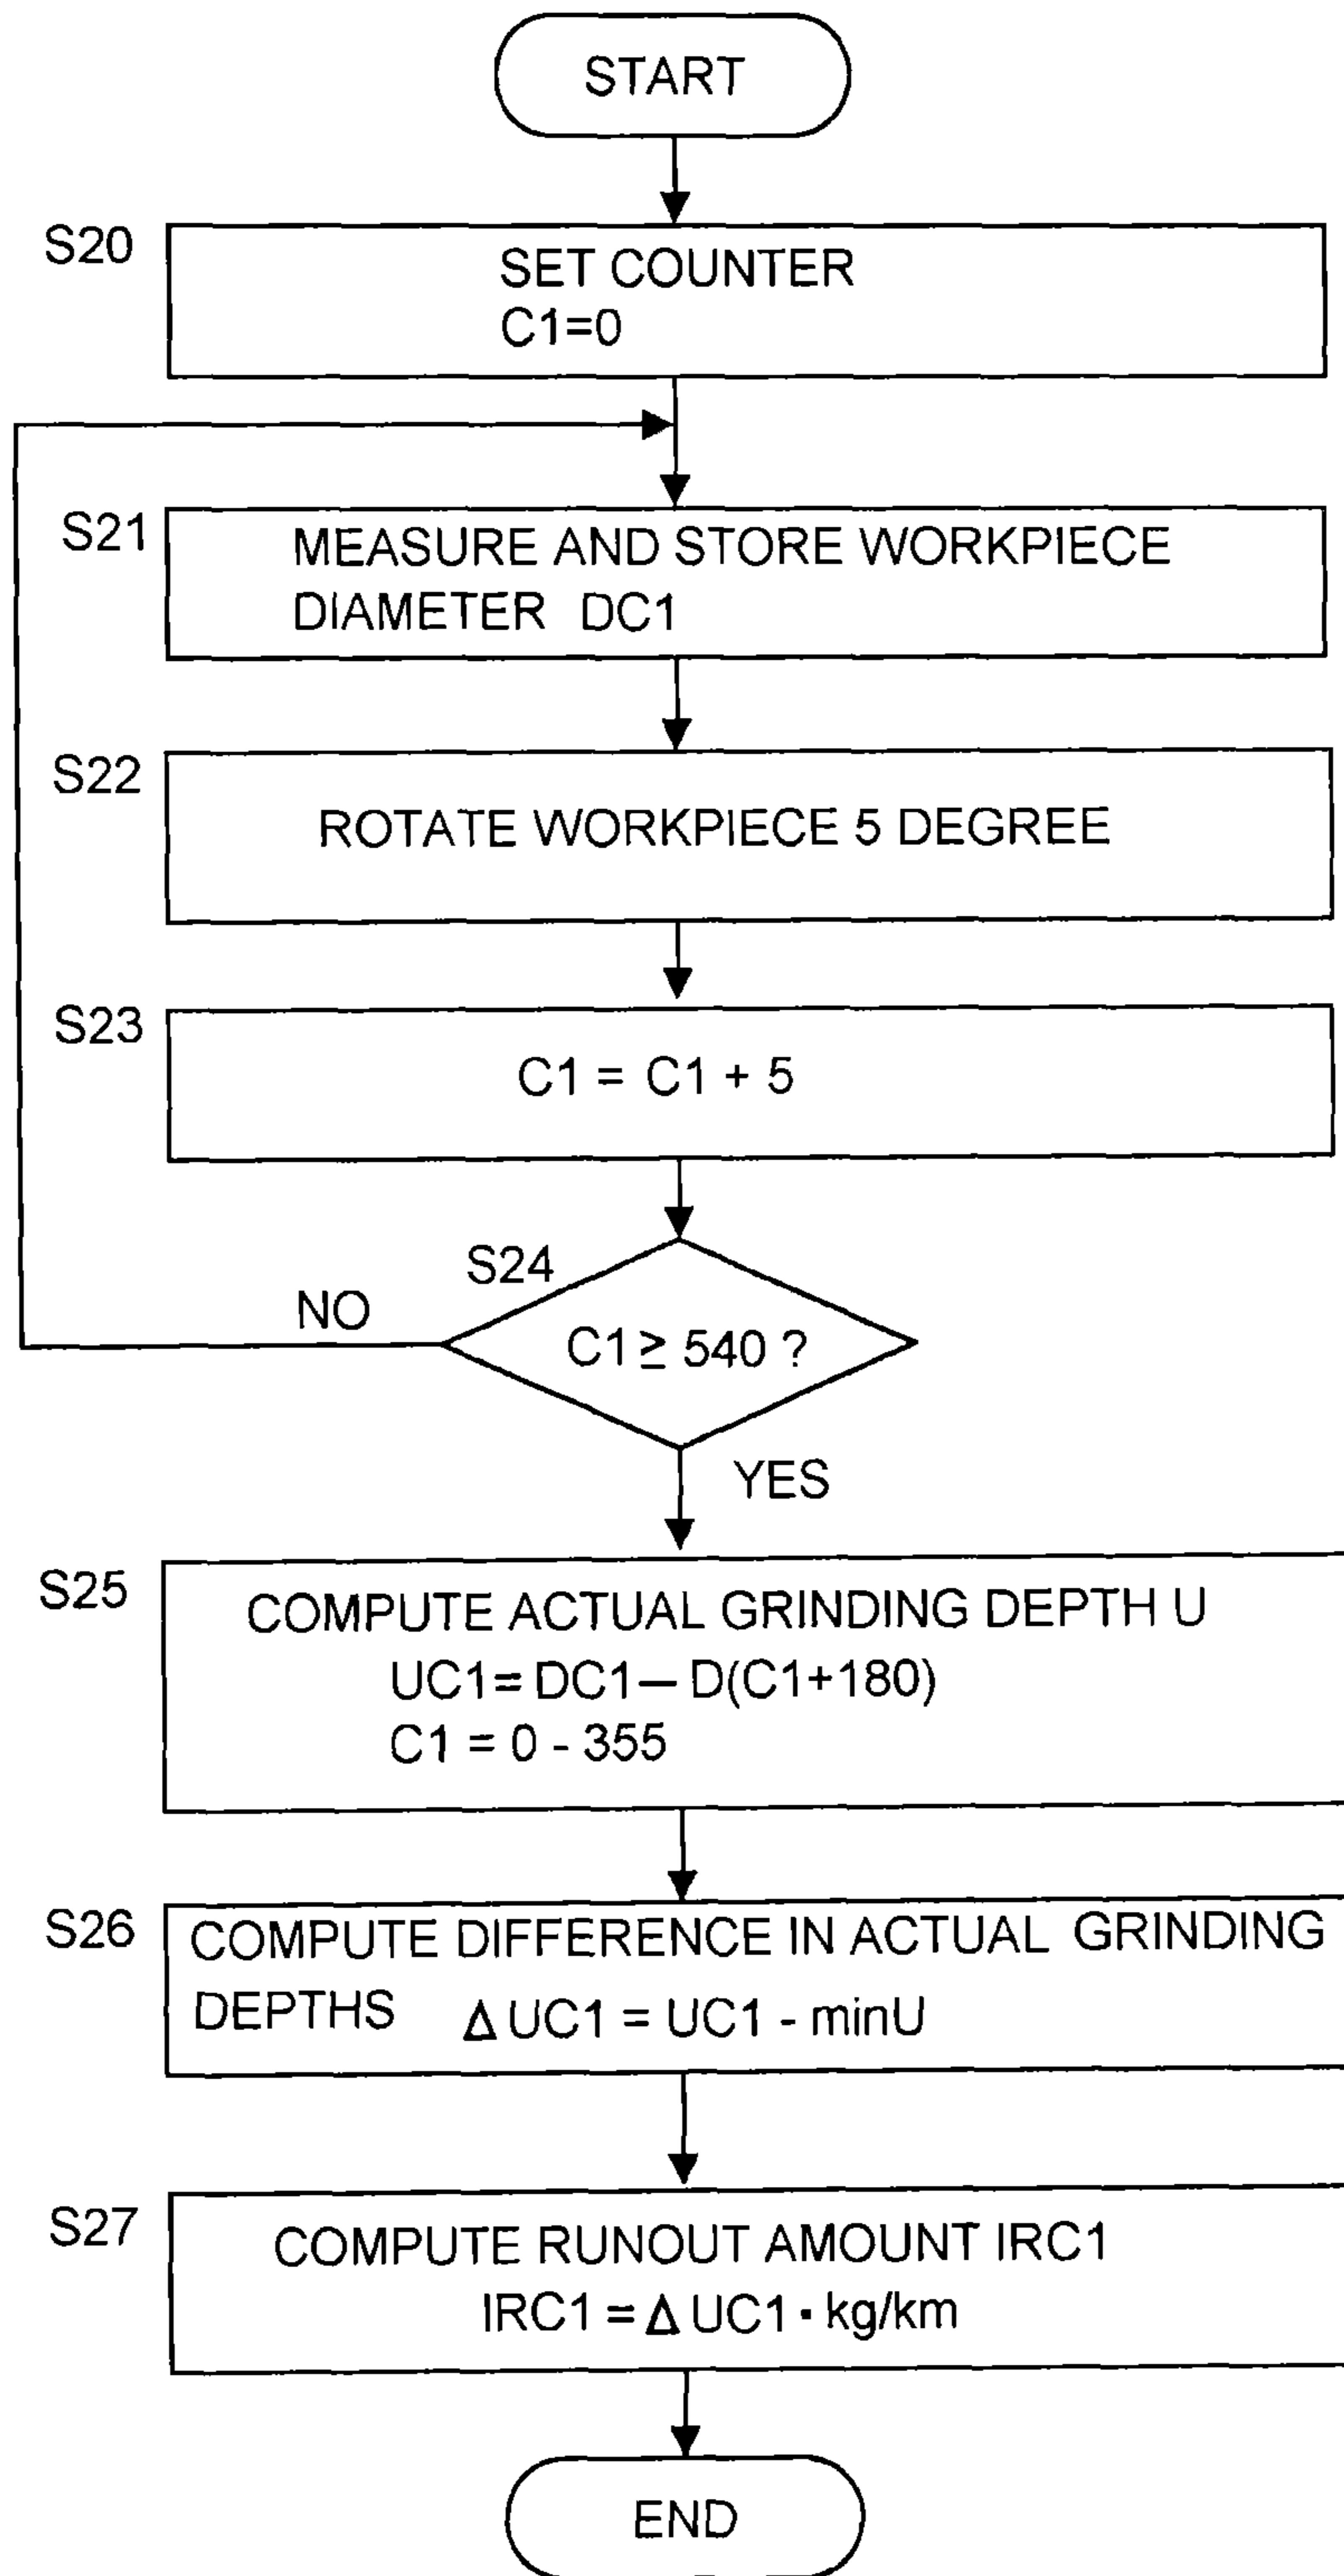 START
S20
SET COUNTER
C1=0
S21
MEASURE AND STORE WORKPIECE
DIAMETER DC1
S22
ROTATE WORKPIECE 5 DEGREE
S23
C1 = C1 + 5
S24
NO
C1 ≥ 540 ?
YES
S25
COMPUTE ACTUAL GRINDING DEPTH U
UC1= DC1— D(C1+180)
C1 = 0 - 355
S26
COMPUTE DIFFERENCE IN ACTUAL GRINDING
DEPTHS Δ UC1 = UC1 - minU
S27
COMPUTE RUNOUT AMOUNT IRC1
IRC1 = Δ UC1 ▪ kg/km
END